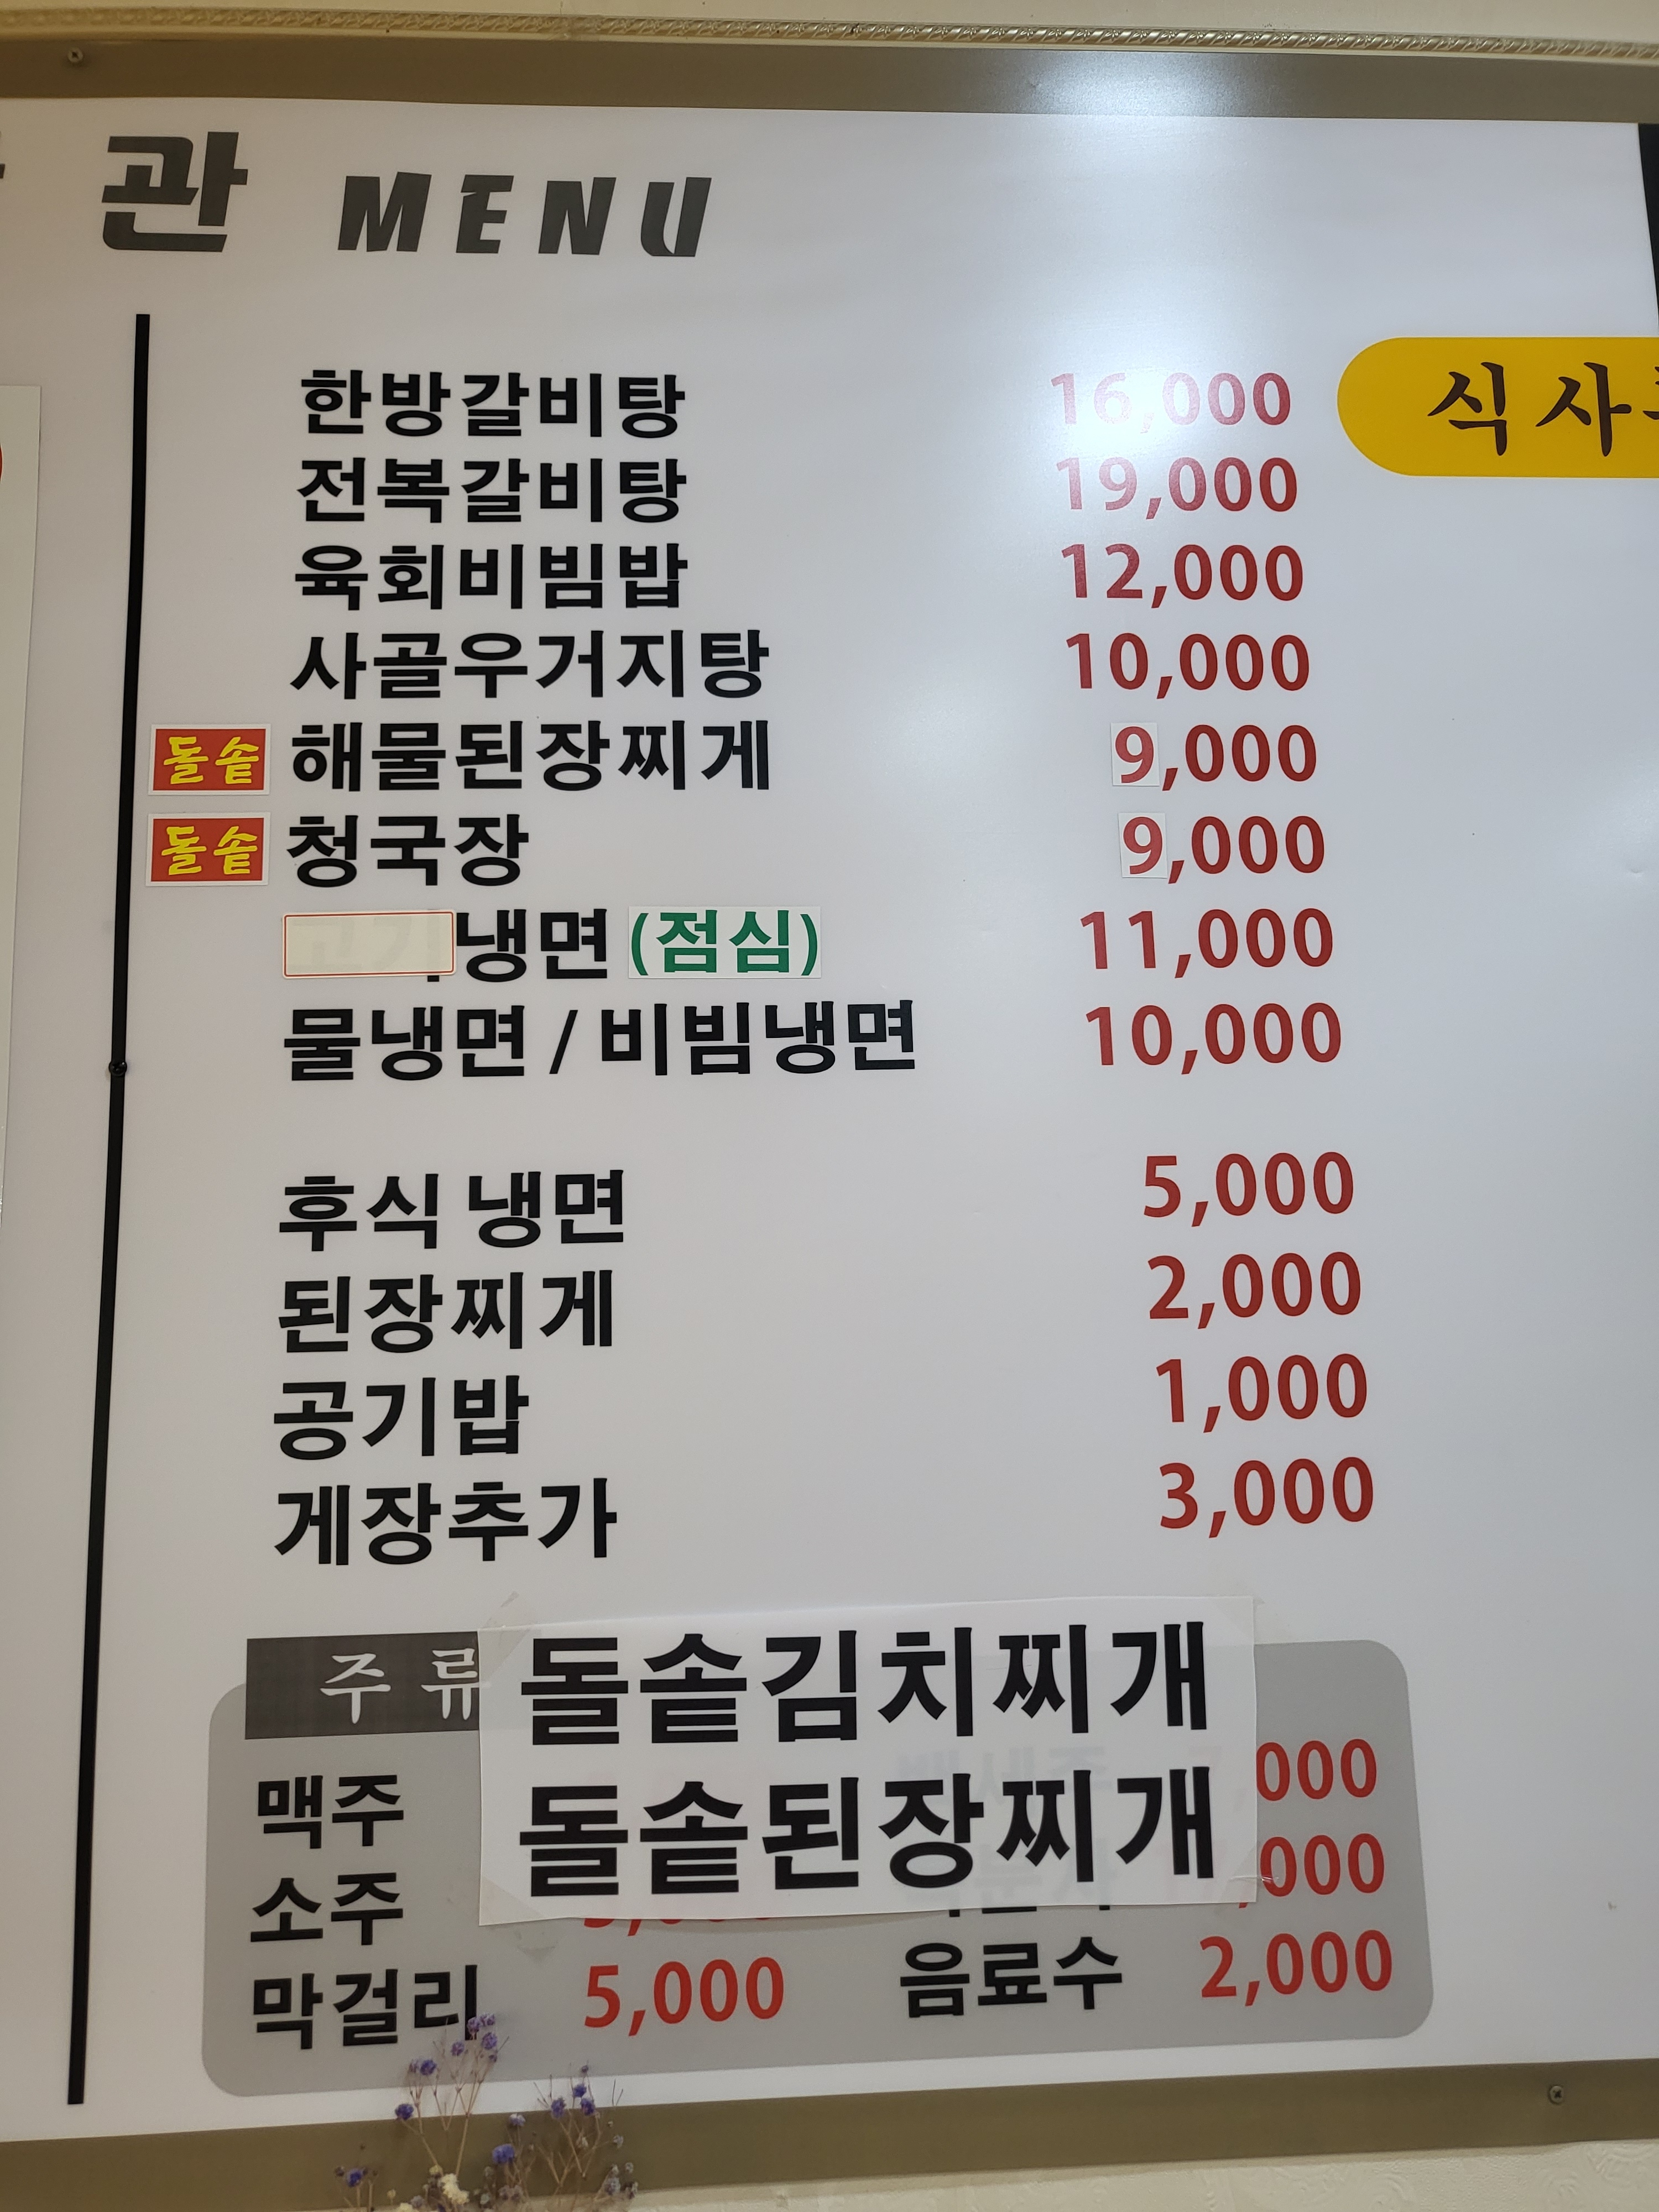 관 MENU
식사
한방갈비탕 16,000
전복갈비탕 19,000
육회비빔밥 12,000
사골우거지탕 10,000
돌솥 해물된장찌게 9,000
돌솥 청국장 9,000
냉면 (점심) 11,000
물냉면 / 비빔냉면 10,000
후식 냉면 5,000
된장찌게 2,000
공기밥 1,000
게장추가 3,000
주류
돌솥김치찌개
돌솥된장찌개
맥주
소주
막걸리 5,000 음료수 2,000